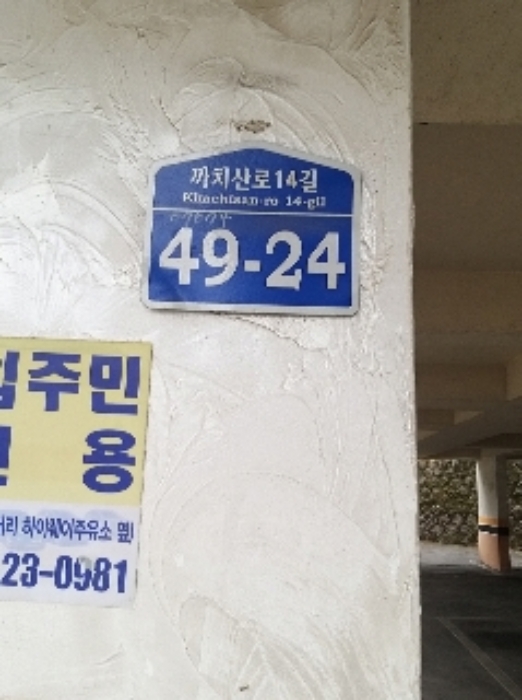 까치산로14길
Kkachisan-ro 14-gil
49-24
주민
용
하이웨이주유소 옆
23-0981